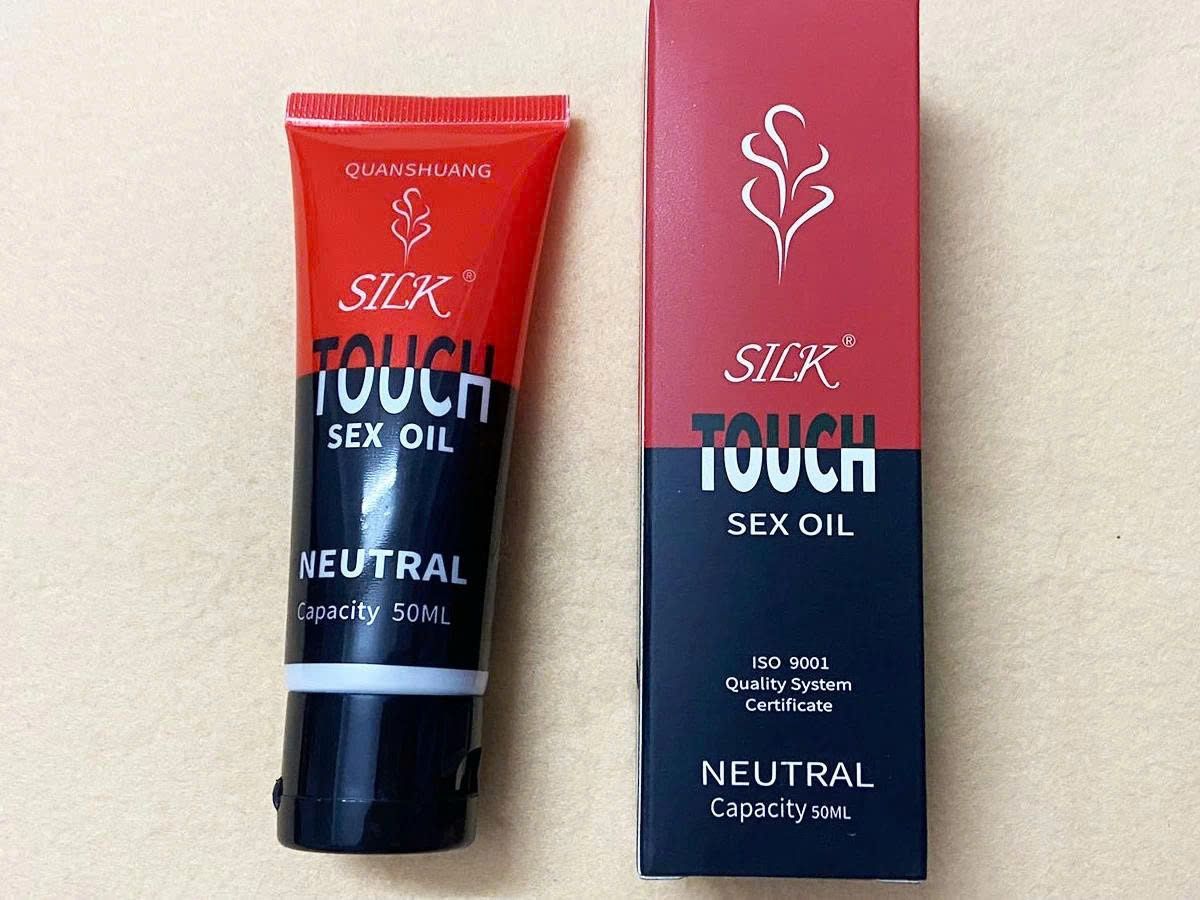 QUANSHUANG
SILK ®
TOUCH
SEX OIL
NEUTRAL
Capacity 50ML
SILK ®
TOUCH
SEX OIL
ISO 9001
Quality System
Certificate
NEUTRAL
Capacity 50ML